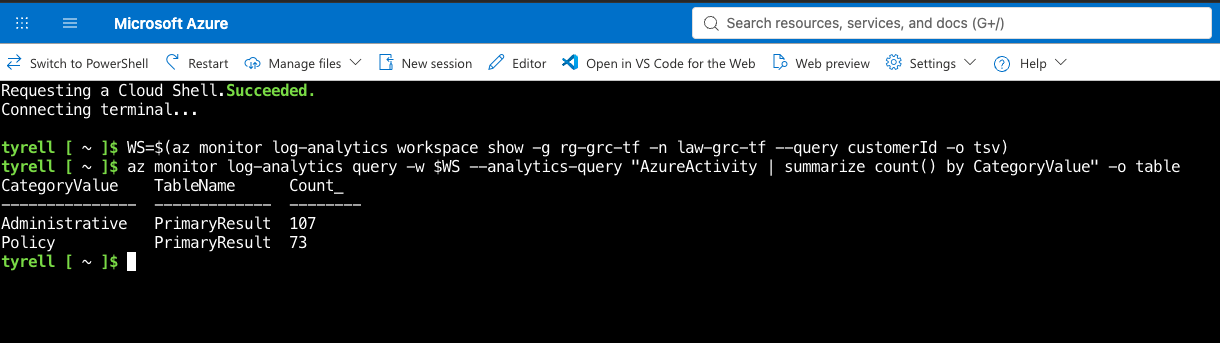 Microsoft Azure
Search resources, services, and docs (G+/)
Switch to PowerShell Restart Manage files New session Editor Open in VS Code for the Web Web preview Settings Help
Requesting a Cloud Shell.Succeeded.
Connecting terminal...
tyrell [ ~ ]$ WS=$(az monitor log-analytics workspace show -g rg-grc-tf -n law-grc-tf --query customerId -o tsv)
tyrell [ ~ ]$ az monitor log-analytics query -w $WS --analytics-query "AzureActivity | summarize count() by CategoryValue" -o table
CategoryValue    TableName      Count_
---------------  -------------  --------
Administrative   PrimaryResult  107
Policy           PrimaryResult  73
tyrell [ ~ ]$